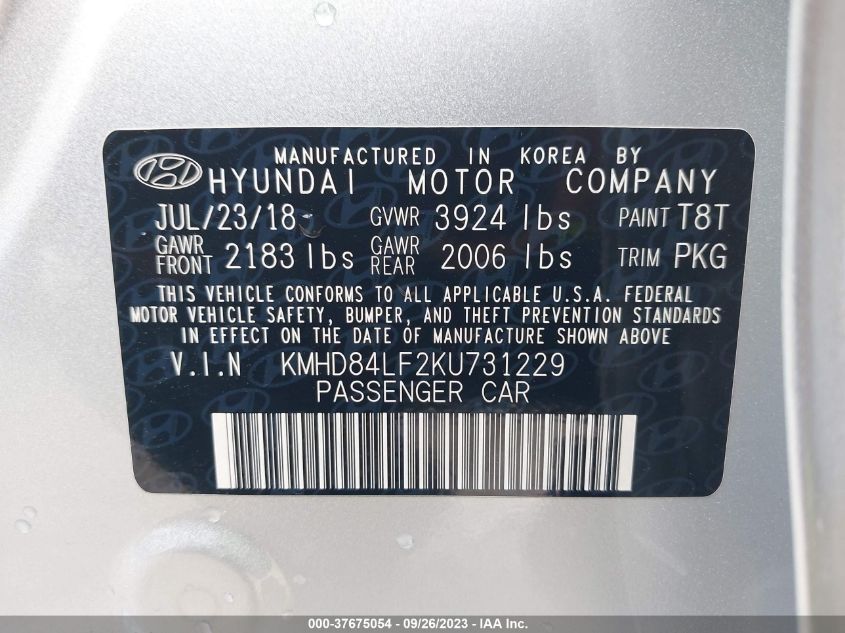 MANUFACTURED IN KOREA BY
HYUNDAI MOTOR COMPANY
JUL/23/18 GVWR 3924 lbs PAINT T8T
GAWR FRONT 2183 lbs GAWR REAR 2006 lbs TRIM PKG
THIS VEHICLE CONFORMS TO ALL APPLICABLE U.S.A. FEDERAL
MOTOR VEHICLE SAFETY, BUMPER, AND THEFT PREVENTION STANDARDS
IN EFFECT ON THE DATE OF MANUFACTURE SHOWN ABOVE
V.I.N KMHD84LF2KU731229
PASSENGER CAR
000-37675054 - 09/26/2023 - IAA Inc.